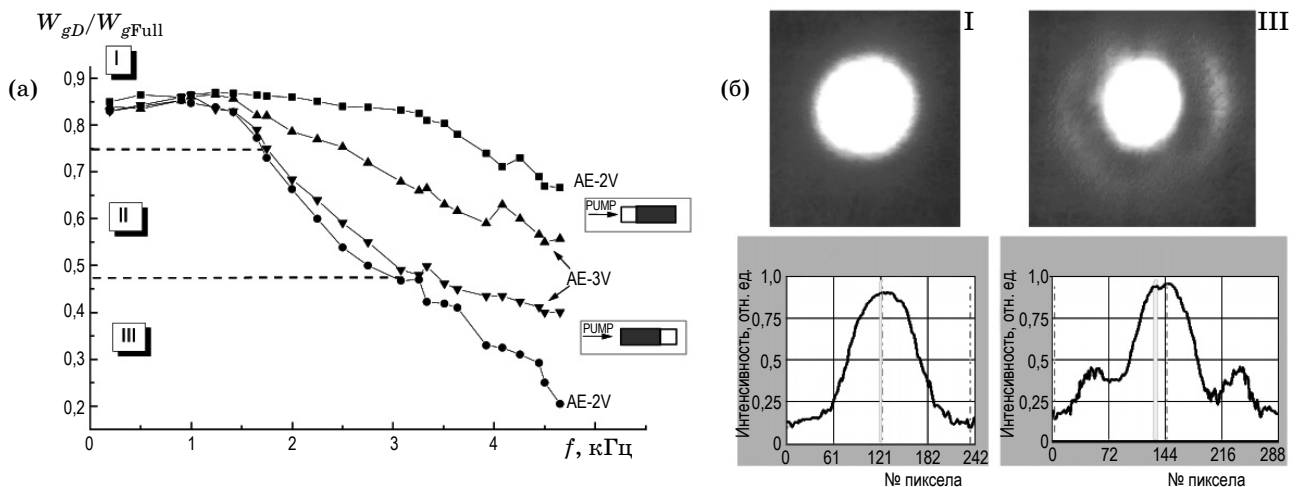 W_gD/W_gFull
(а)
I
II
III
0,9
0,8
0,7
0,6
0,5
0,4
0,3
0,2
0
1
2
3
4
f, кГц
AE-2V
PUMP
AE-3V
PUMP
AE-2V
(б)
I
III
Интенсивность, отн. ед.
1,0
0,75
0,5
0,25
0
0
61
121
182
242
№ пиксела
Интенсивность, отн. ед.
1,0
0,75
0,5
0,25
0
0
72
144
216
288
№ пиксела